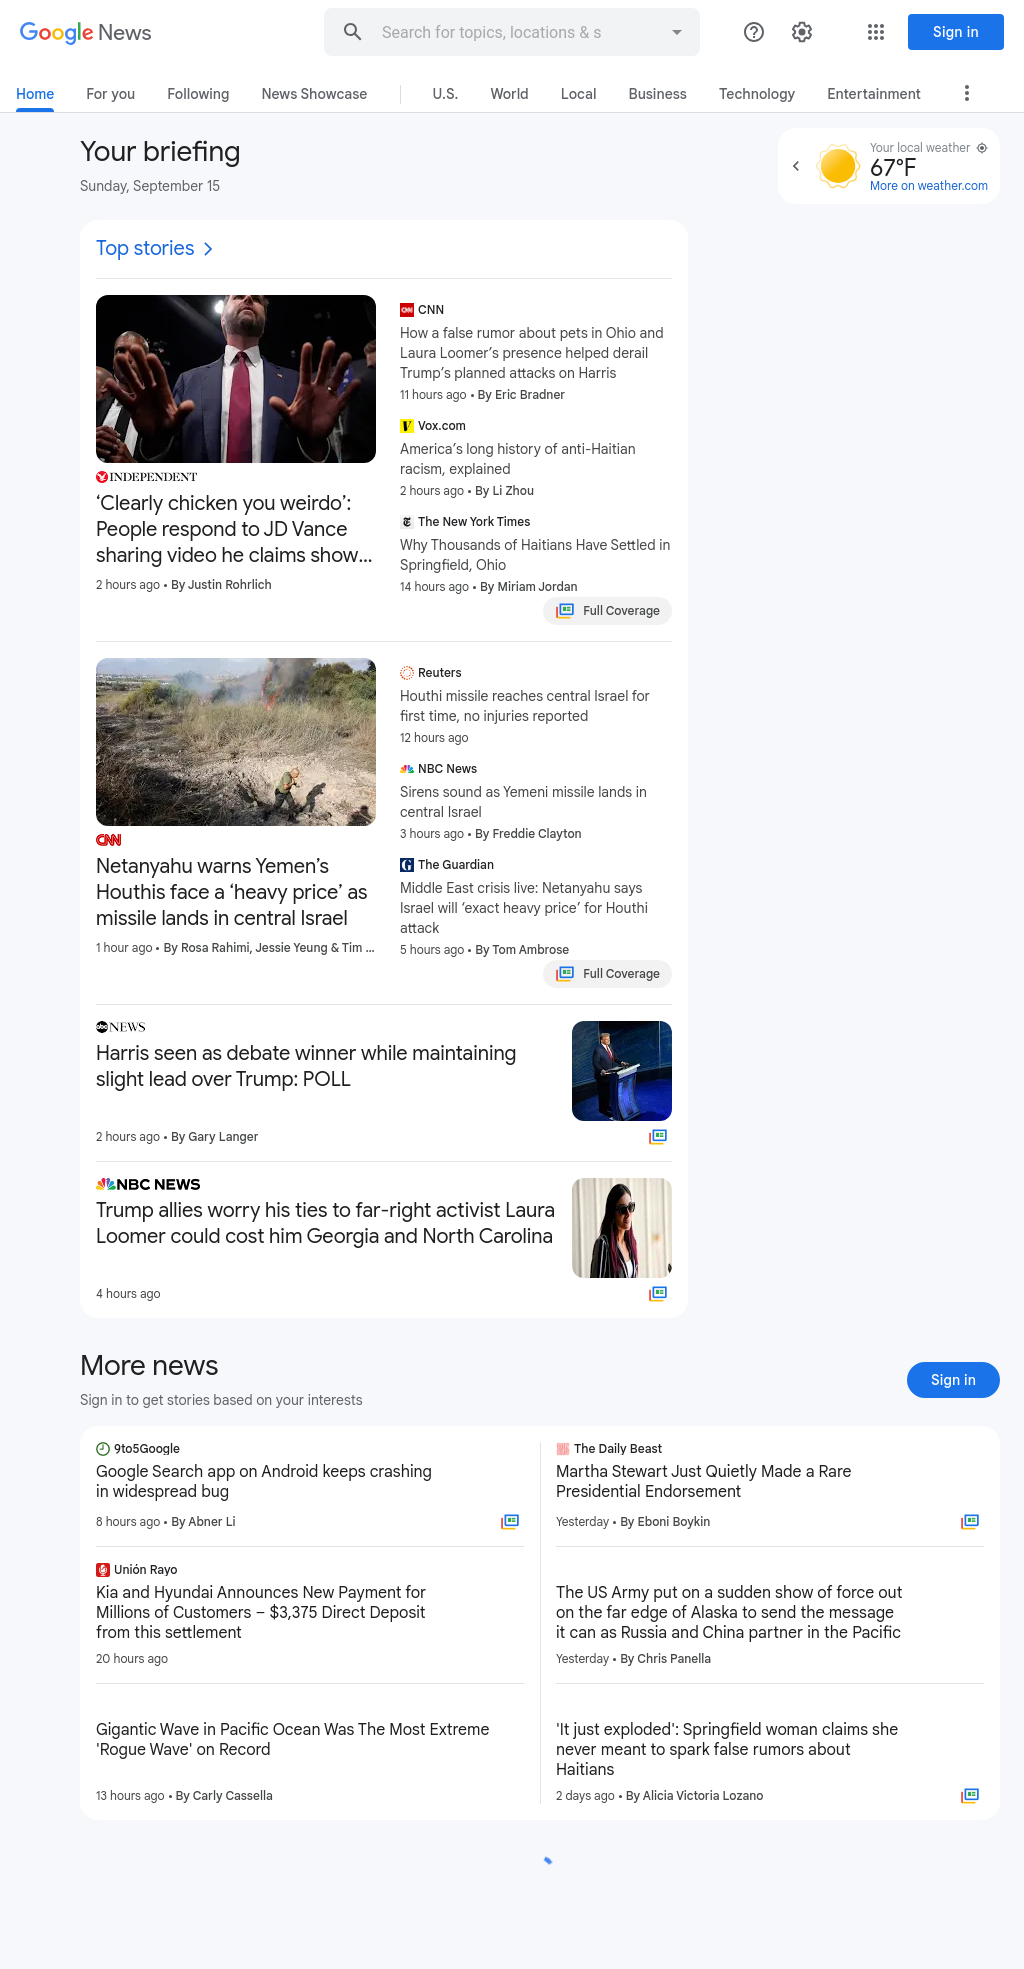 Google News
Search for topics, locations & s
Sign in
Home
For you
Following
News Showcase
U.S.
World
Local
Business
Technology
Entertainment
Your briefing
Sunday, September 15
Your local weather
67°F
More on weather.com
Top stories
INDEPENDENT
‘Clearly chicken you weirdo’:
People respond to JD Vance
sharing video he claims show...
2 hours ago • By Justin Rohrlich
CNN
How a false rumor about pets in Ohio and
Laura Loomer’s presence helped derail
Trump’s planned attacks on Harris
11 hours ago • By Eric Bradner
Vox.com
America’s long history of anti-Haitian
racism, explained
2 hours ago • By Li Zhou
The New York Times
Why Thousands of Haitians Have Settled in
Springfield, Ohio
14 hours ago • By Miriam Jordan
Full Coverage
CNN
Netanyahu warns Yemen’s
Houthis face a ‘heavy price’ as
missile lands in central Israel
1 hour ago • By Rosa Rahimi, Jessie Yeung & Tim ...
Reuters
Houthi missile reaches central Israel for
first time, no injuries reported
12 hours ago
NBC News
Sirens sound as Yemeni missile lands in
central Israel
3 hours ago • By Freddie Clayton
The Guardian
Middle East crisis live: Netanyahu says
Israel will ‘exact heavy price’ for Houthi
attack
5 hours ago • By Tom Ambrose
Full Coverage
abc NEWS
Harris seen as debate winner while maintaining
slight lead over Trump: POLL
2 hours ago • By Gary Langer
NBC NEWS
Trump allies worry his ties to far-right activist Laura
Loomer could cost him Georgia and North Carolina
4 hours ago
More news
Sign in to get stories based on your interests
Sign in
9to5Google
Google Search app on Android keeps crashing
in widespread bug
8 hours ago • By Abner Li
The Daily Beast
Martha Stewart Just Quietly Made a Rare
Presidential Endorsement
Yesterday • By Eboni Boykin
Unión Rayo
Kia and Hyundai Announces New Payment for
Millions of Customers – $3,375 Direct Deposit
from this settlement
20 hours ago
The US Army put on a sudden show of force out
on the far edge of Alaska to send the message
it can as Russia and China partner in the Pacific
Yesterday • By Chris Panella
Gigantic Wave in Pacific Ocean Was The Most Extreme
'Rogue Wave' on Record
13 hours ago • By Carly Cassella
'It just exploded': Springfield woman claims she
never meant to spark false rumors about
Haitians
2 days ago • By Alicia Victoria Lozano